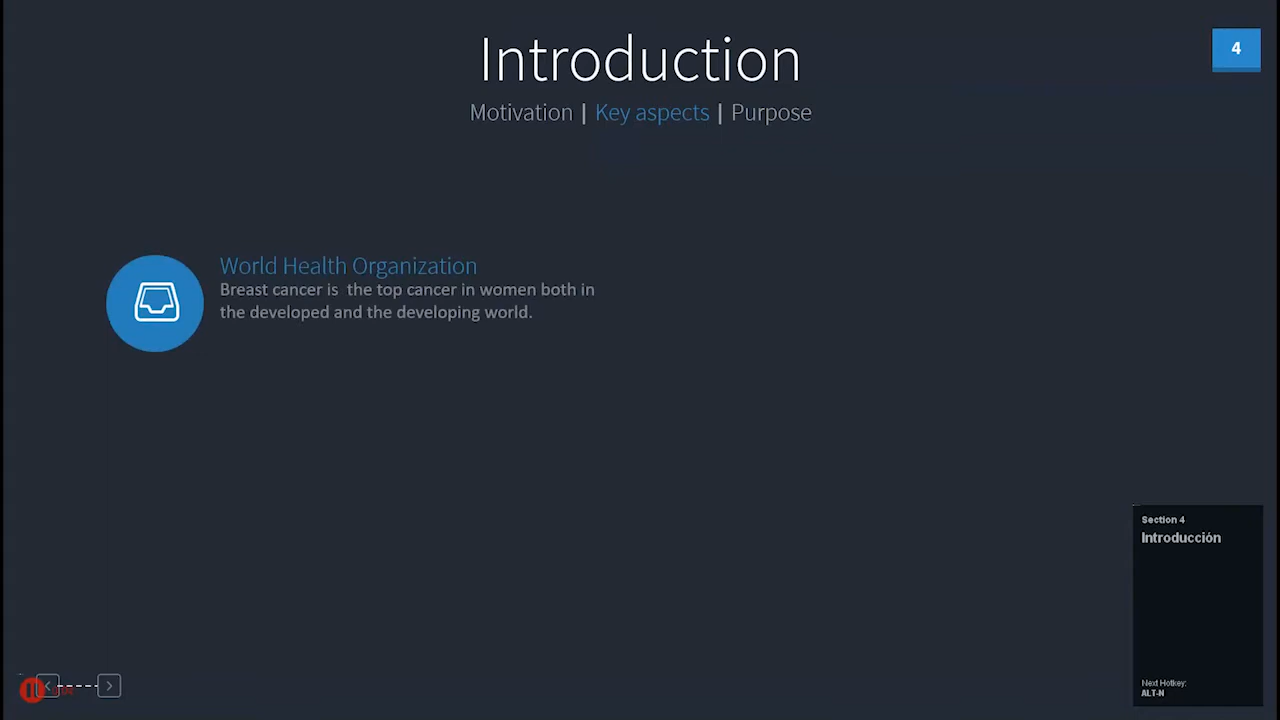 Introduction
4
Motivation | Key aspects | Purpose
World Health Organization
Breast cancer is  the top cancer in women both in
the developed and the developing world.
Section 4
Introducción
Next Hotkey:
ALT-N